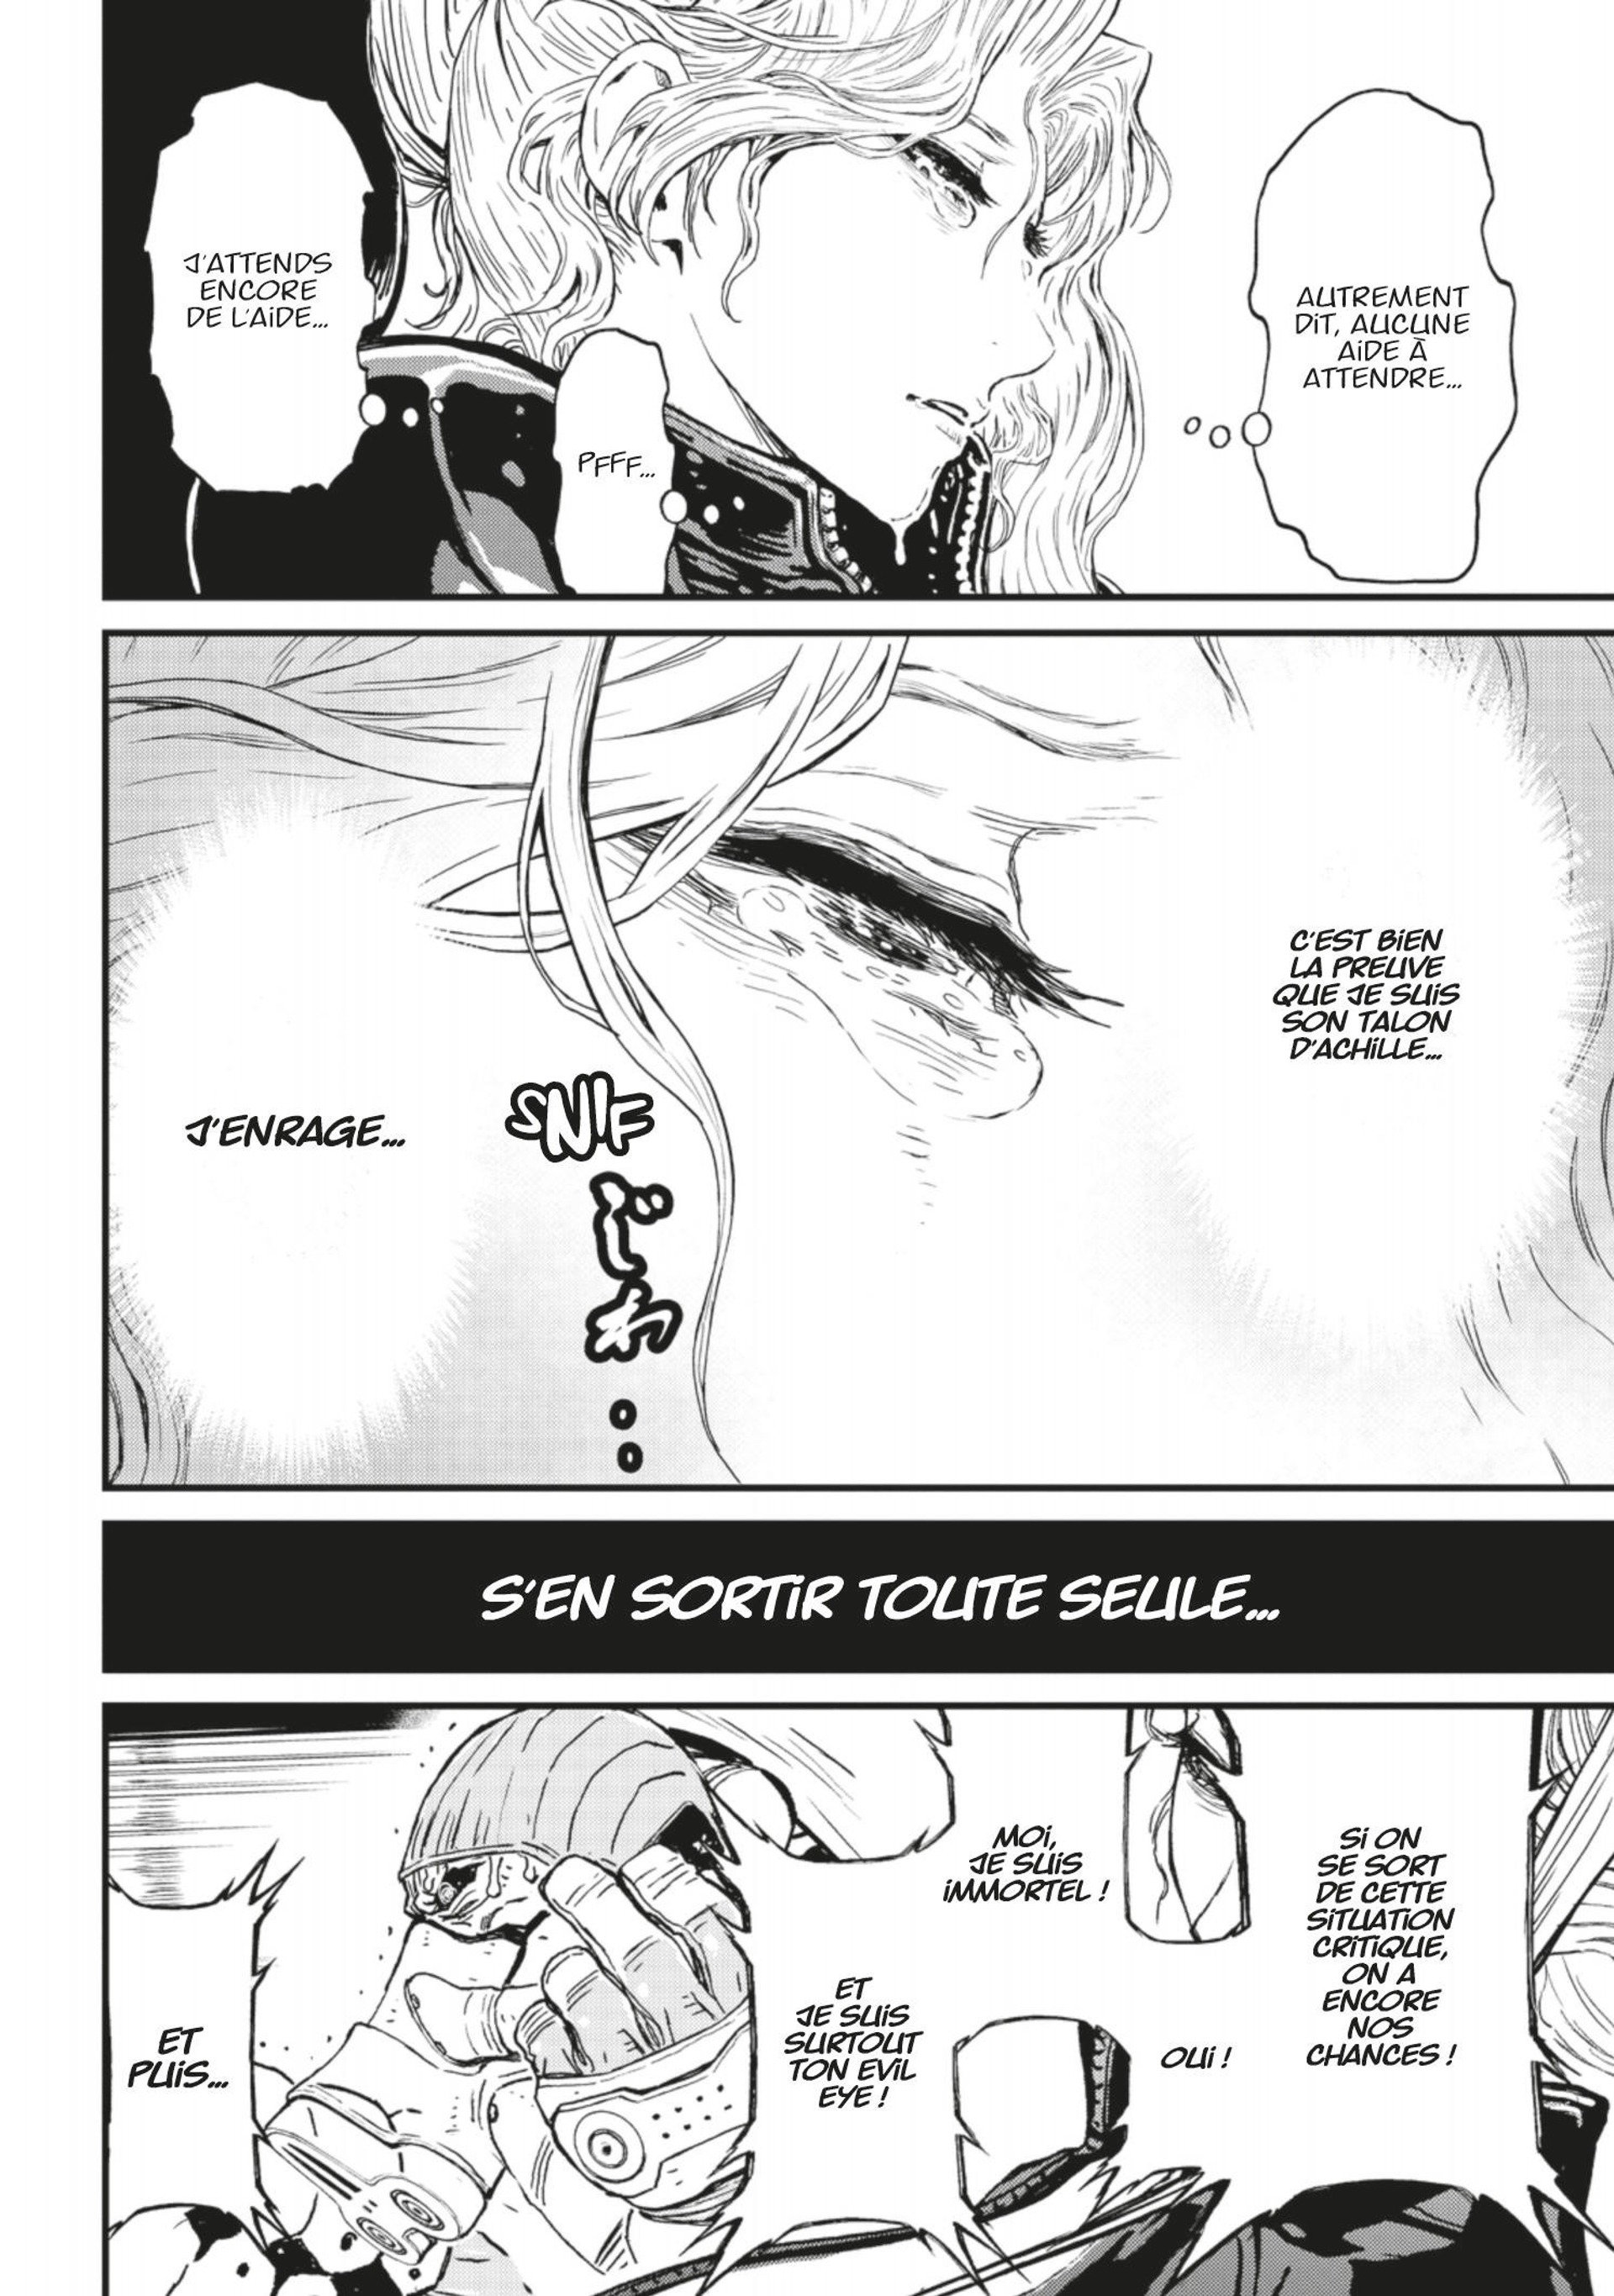 AUTREMENT
DIT, AUCUNE
AIDE À
ATTENDRE...
PFFF...
J'ATTENDS
ENCORE
DE L'AIDE...
C'EST BIEN
LA PREUVE
QUE JE SUIS
SON TALON
D'ACHILLE...
SNIF
じわ..
J'ENRAGE...
S'EN SORTIR TOUTE SEULE...
SI ON
SE SORT
DE CETTE
SITUATION
CRITIQUE,
ON A
ENCORE
NOS
CHANCES !
OUI !
MOI,
JE SUIS
IMMORTEL !
ET
JE SUIS
SURTOUT
TON EVIL
EYE !
ET
PUIS...